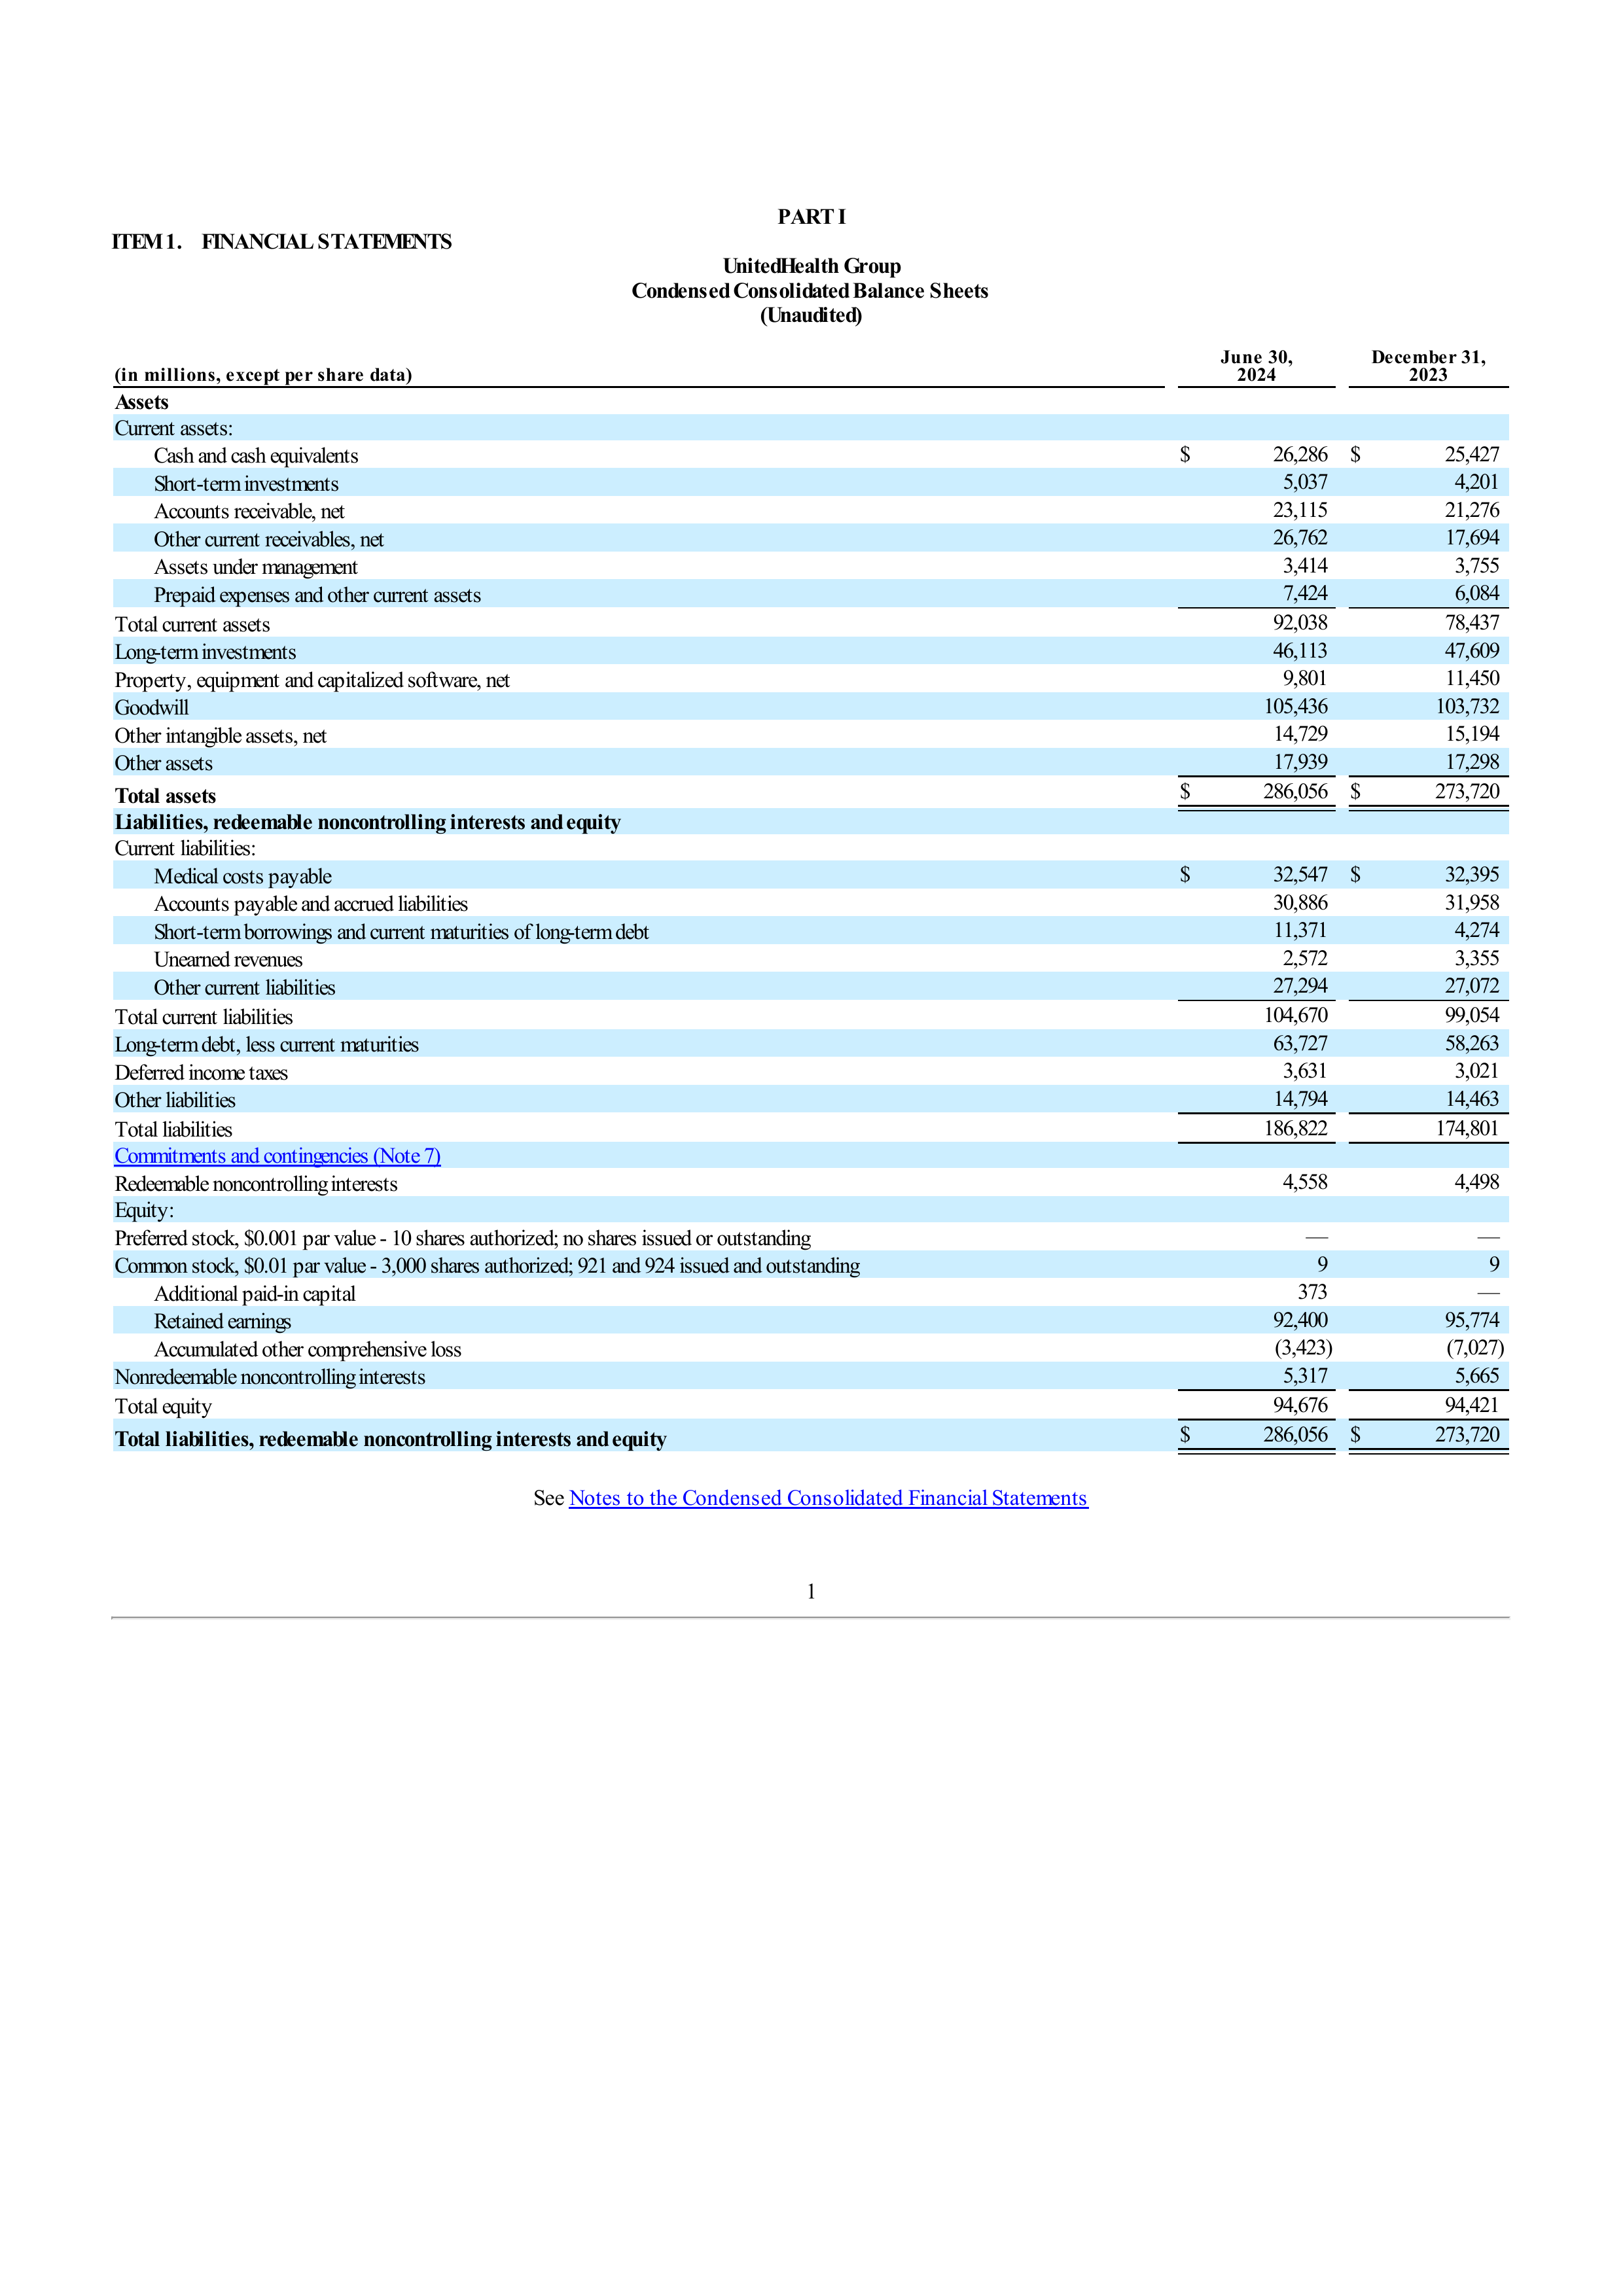 PART I
ITEM 1. FINANCIAL STATEMENTS
UnitedHealth Group
Condensed Consolidated Balance Sheets
(Unaudited)
(in millions, except per share data) June 30, 2024 December 31, 2023
Assets
Current assets:
Cash and cash equivalents $ 26,286 $ 25,427
Short-term investments 5,037 4,201
Accounts receivable, net 23,115 21,276
Other current receivables, net 26,762 17,694
Assets under management 3,414 3,755
Prepaid expenses and other current assets 7,424 6,084
Total current assets 92,038 78,437
Long-term investments 46,113 47,609
Property, equipment and capitalized software, net 9,801 11,450
Goodwill 105,436 103,732
Other intangible assets, net 14,729 15,194
Other assets 17,939 17,298
Total assets $ 286,056 $ 273,720
Liabilities, redeemable noncontrolling interests and equity
Current liabilities:
Medical costs payable $ 32,547 $ 32,395
Accounts payable and accrued liabilities 30,886 31,958
Short-term borrowings and current maturities of long-term debt 11,371 4,274
Unearned revenues 2,572 3,355
Other current liabilities 27,294 27,072
Total current liabilities 104,670 99,054
Long-term debt, less current maturities 63,727 58,263
Deferred income taxes 3,631 3,021
Other liabilities 14,794 14,463
Total liabilities 186,822 174,801
Commitments and contingencies (Note 7)
Redeemable noncontrolling interests 4,558 4,498
Equity:
Preferred stock, $0.001 par value - 10 shares authorized; no shares issued or outstanding — —
Common stock, $0.01 par value - 3,000 shares authorized; 921 and 924 issued and outstanding 9 9
Additional paid-in capital 373 —
Retained earnings 92,400 95,774
Accumulated other comprehensive loss (3,423) (7,027)
Nonredeemable noncontrolling interests 5,317 5,665
Total equity 94,676 94,421
Total liabilities, redeemable noncontrolling interests and equity $ 286,056 $ 273,720
See Notes to the Condensed Consolidated Financial Statements
1